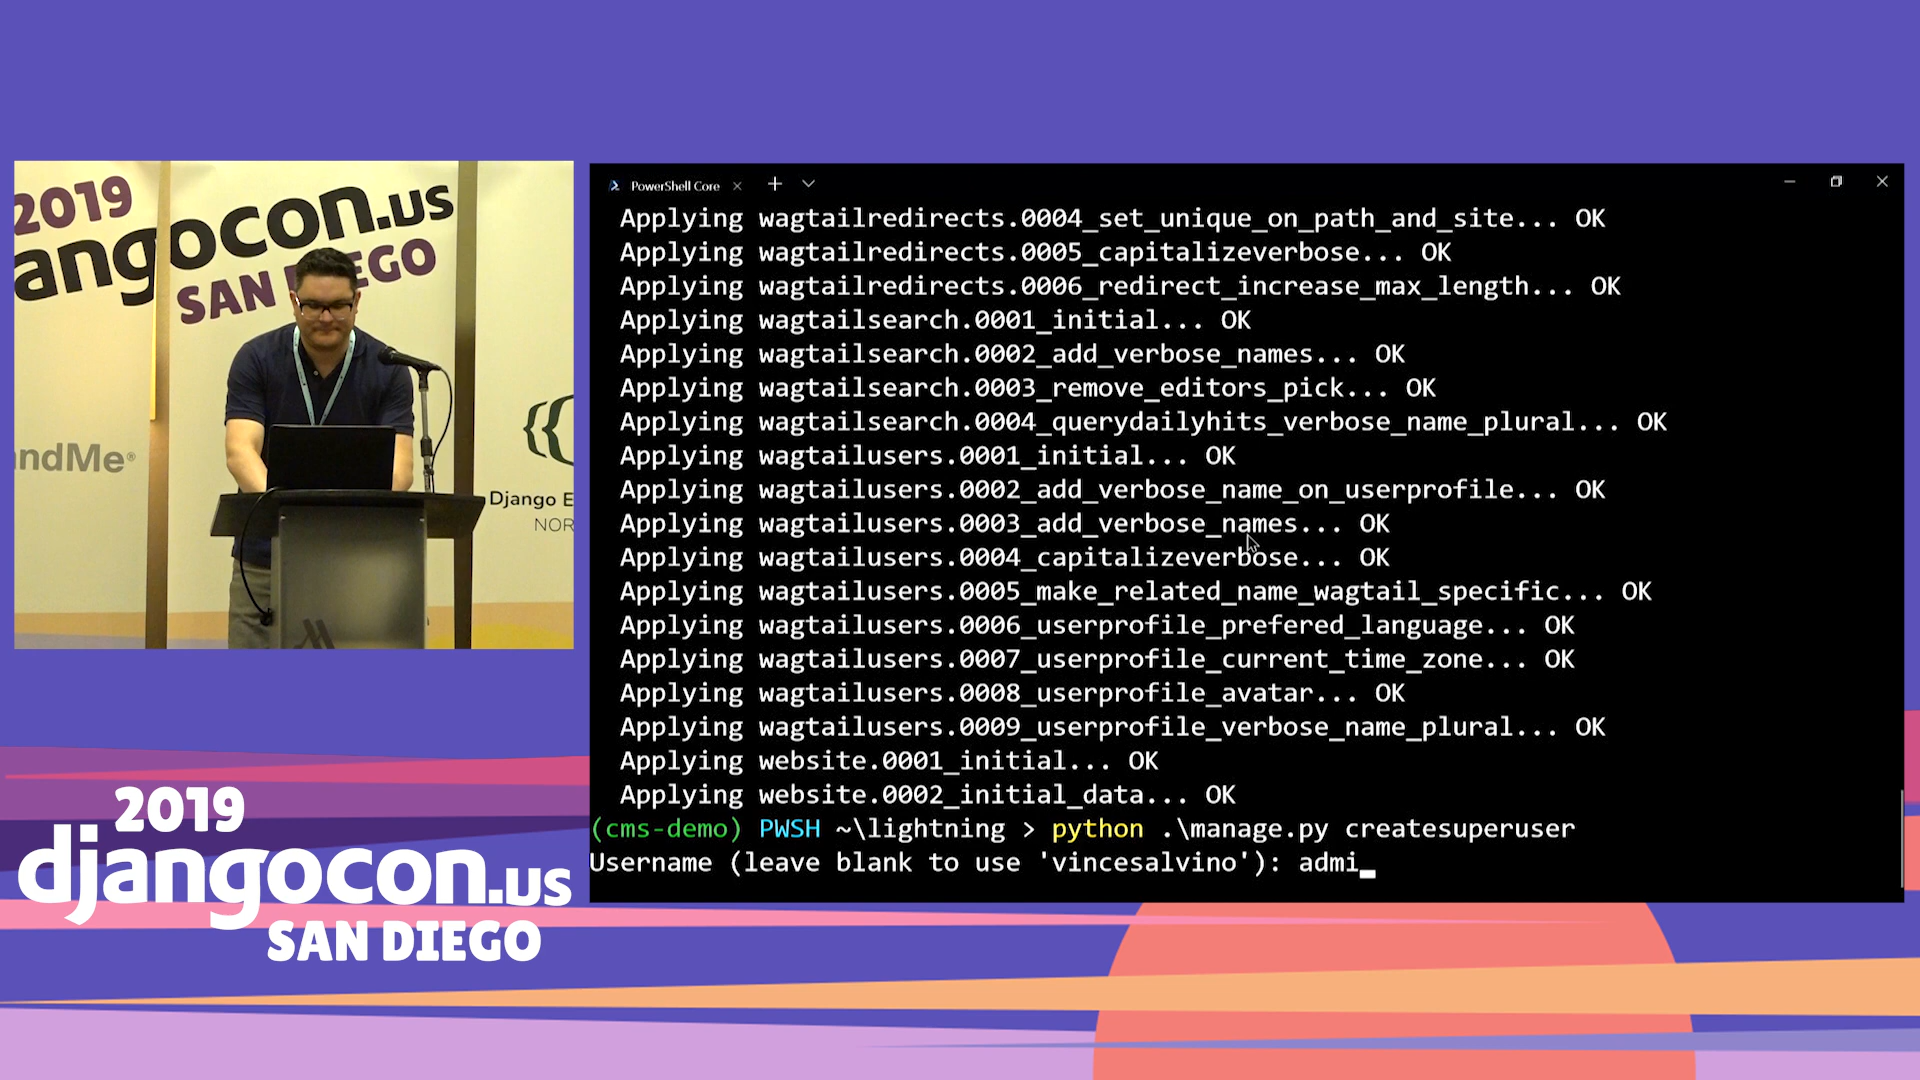 2019
angocon.us
SAN DIEGO
ndMe®
Django E
NOR
PowerShell Core
Applying wagtailredirects.0004_set_unique_on_path_and_site... OK
Applying wagtailredirects.0005_capitalizeverbose... OK
Applying wagtailredirects.0006_redirect_increase_max_length... OK
Applying wagtailsearch.0001_initial... OK
Applying wagtailsearch.0002_add_verbose_names... OK
Applying wagtailsearch.0003_remove_editors_pick... OK
Applying wagtailsearch.0004_querydailyhits_verbose_name_plural... OK
Applying wagtailusers.0001_initial... OK
Applying wagtailusers.0002_add_verbose_name_on_userprofile... OK
Applying wagtailusers.0003_add_verbose_names... OK
Applying wagtailusers.0004_capitalizeverbose... OK
Applying wagtailusers.0005_make_related_name_wagtail_specific... OK
Applying wagtailusers.0006_userprofile_prefered_language... OK
Applying wagtailusers.0007_userprofile_current_time_zone... OK
Applying wagtailusers.0008_userprofile_avatar... OK
Applying wagtailusers.0009_userprofile_verbose_name_plural... OK
Applying website.0001_initial... OK
Applying website.0002_initial_data... OK
(cms-demo) PWSH ~\lightning > python .\manage.py createsuperuser
Username (leave blank to use 'vincesalvino'): admi
2019
djangocon.us
SAN DIEGO